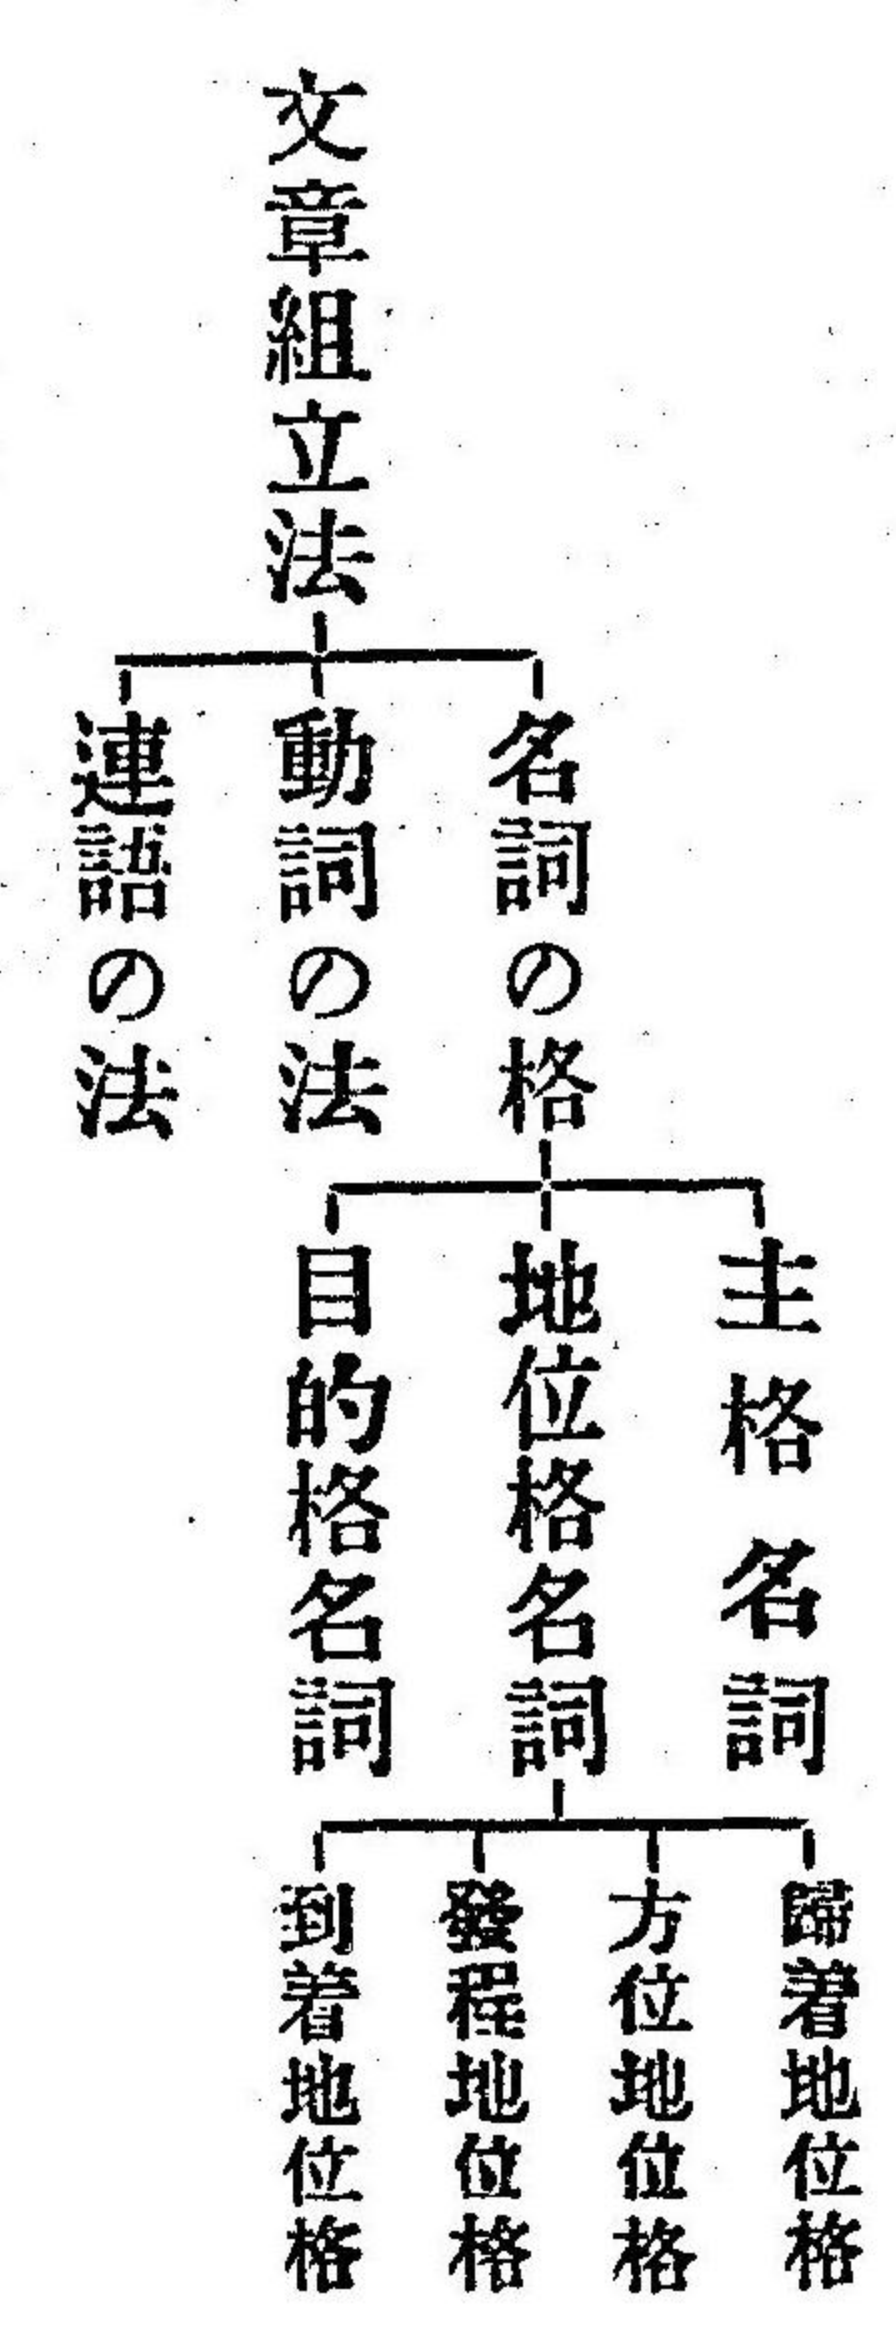 文章組立法
名詞の格
動詞の法
連語の法
主格名詞
地位格名詞
目的格名詞
歸着地位格
方位地位格
發程地位格
到着地位格